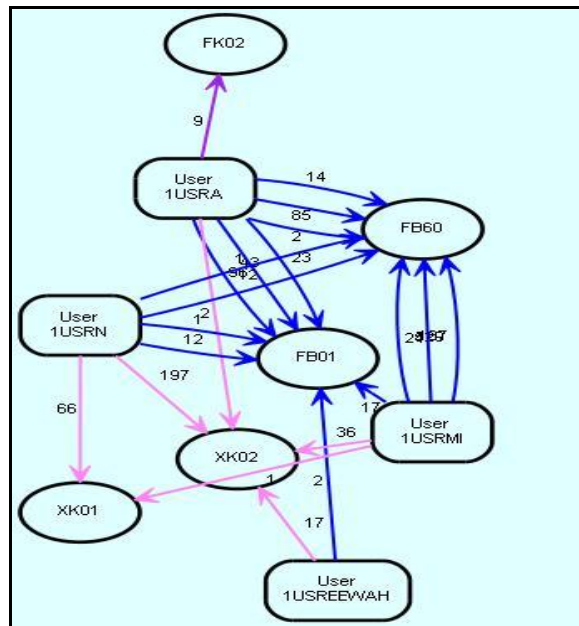 FK02
9
User
1USRA
14
85
2
FB60
1
23
2
User
1USRN
1
12
FB01
17
User
1USRMI
66
197
36
XK02
1
2
XK01
17
User
1USREEWAH